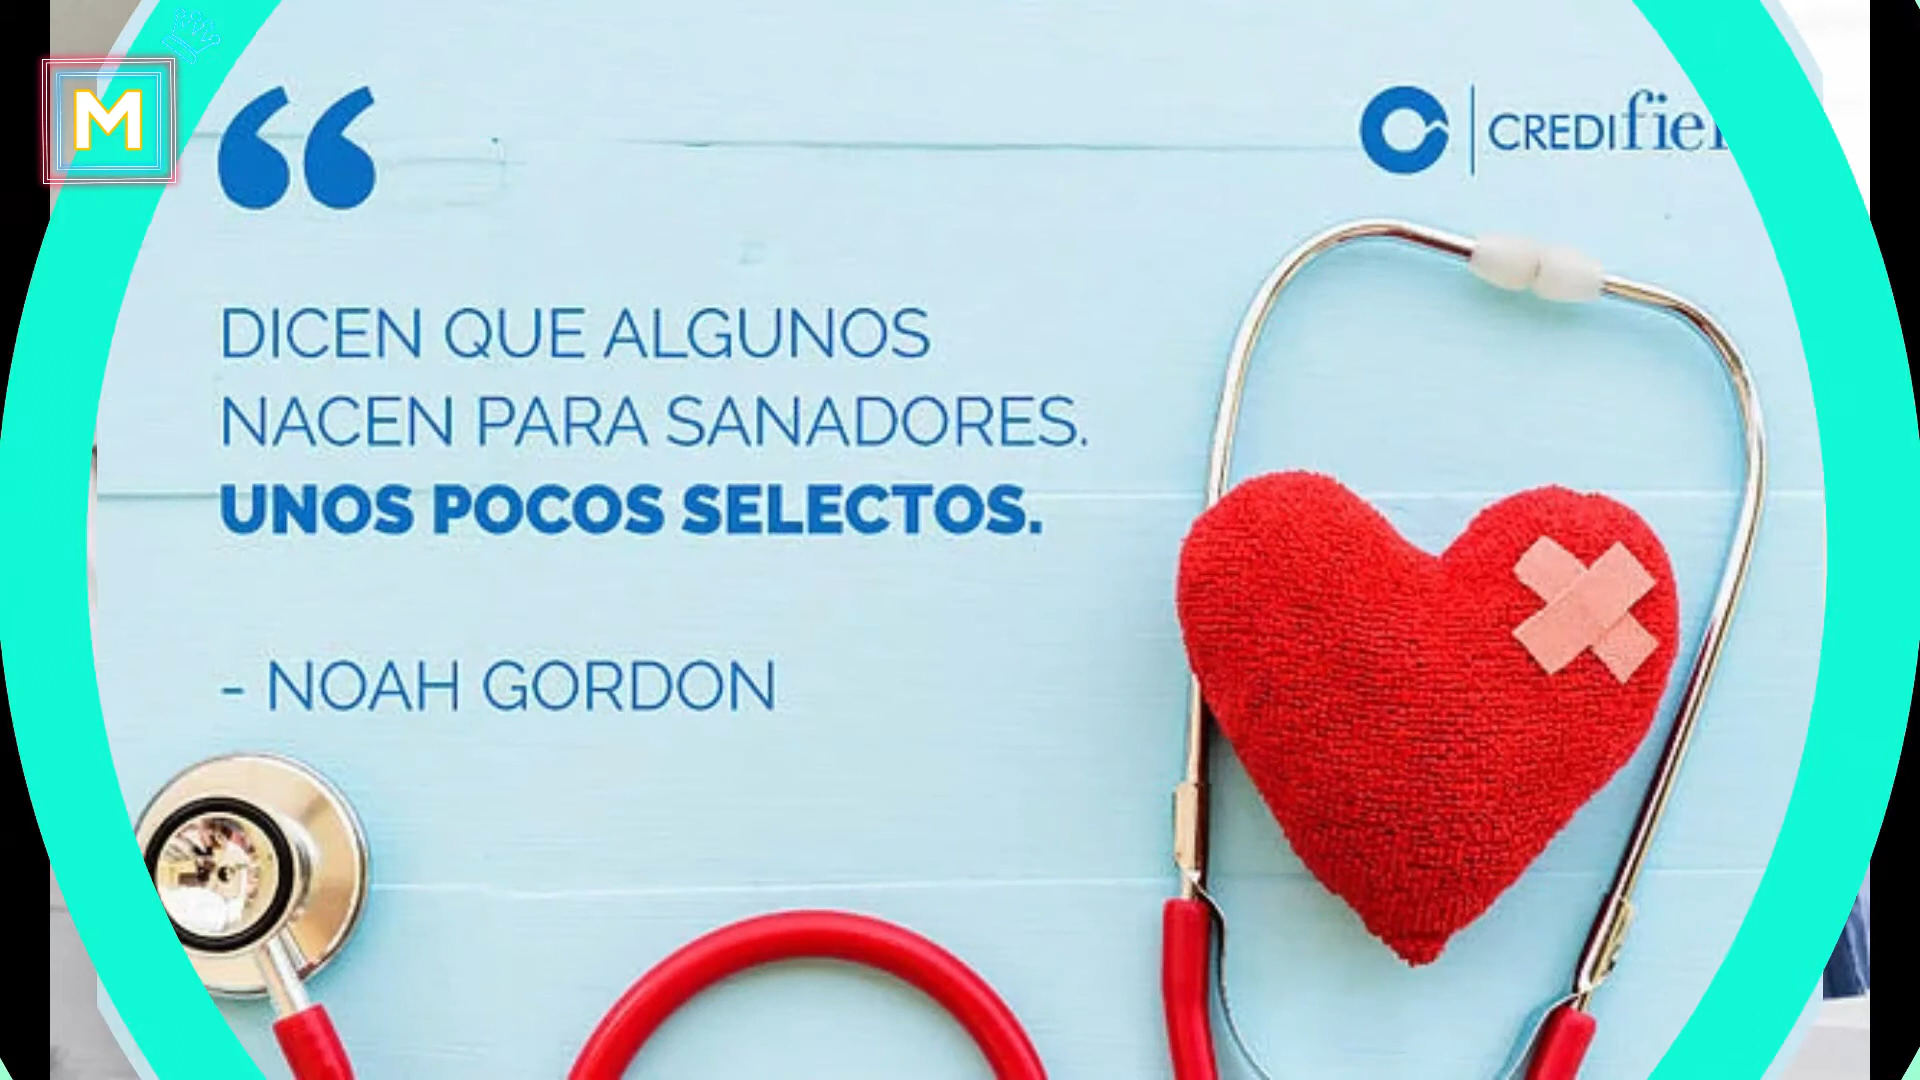 M
CREDIfiel
DICEN QUE ALGUNOS
NACEN PARA SANADORES.
UNOS POCOS SELECTOS.
- NOAH GORDON